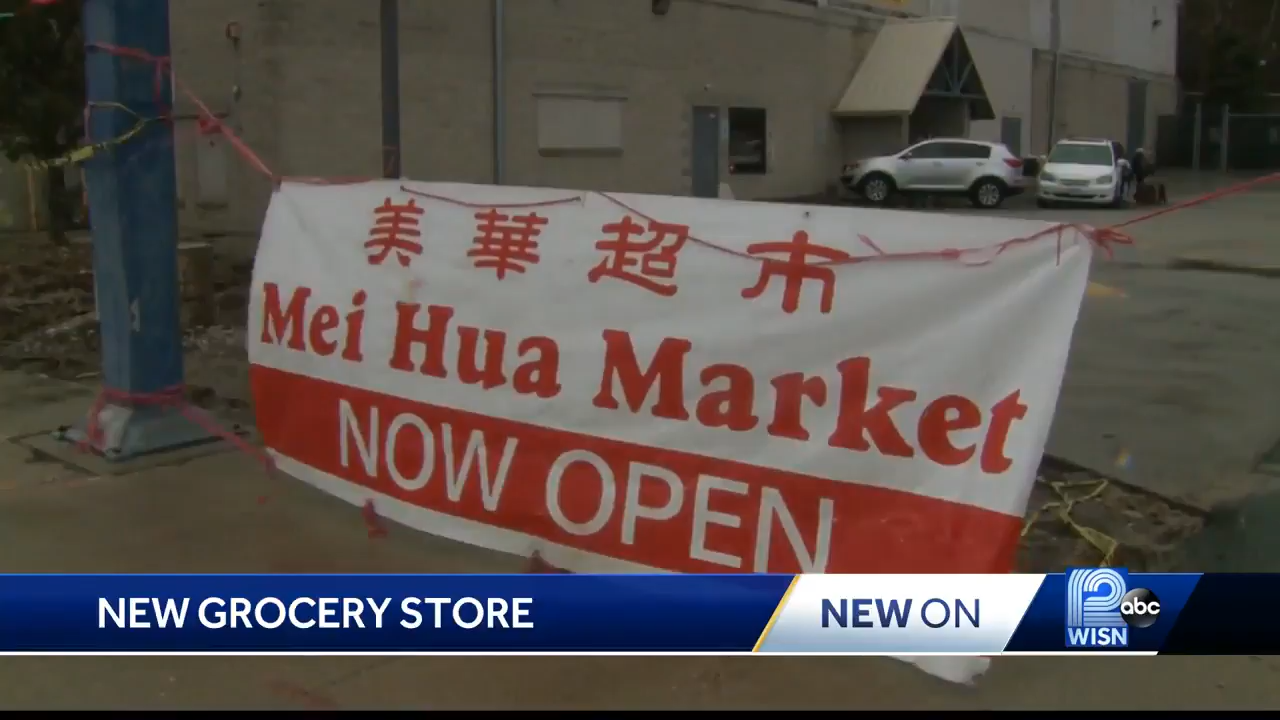 美華超市
Mei Hua Market
NOW OPEN
NEW GROCERY STORE
NEW ON
12
abc
WISN